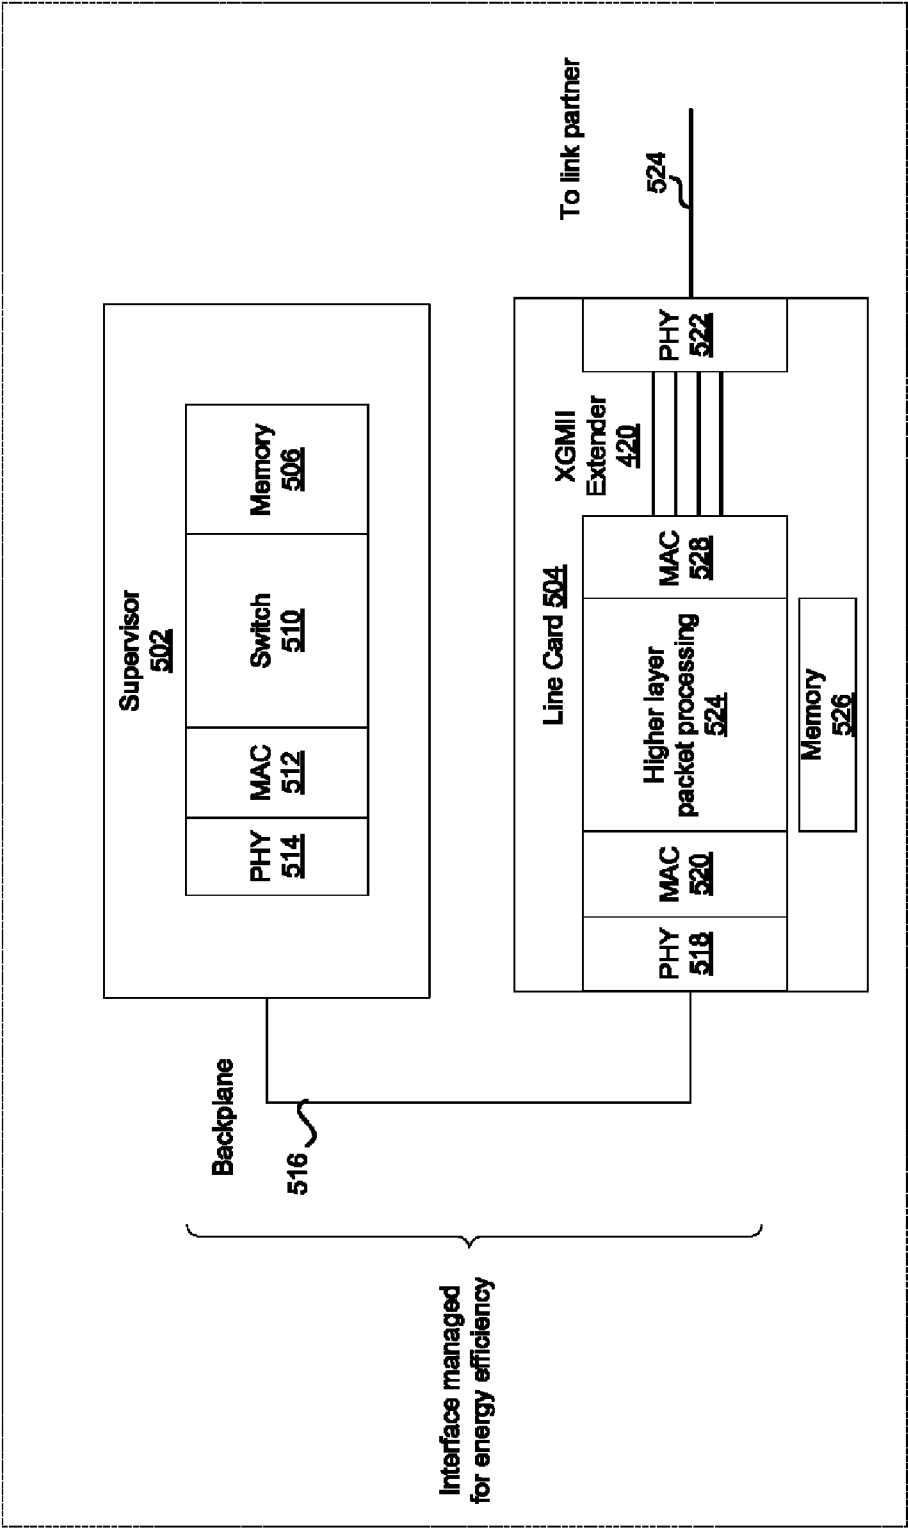 Supervisor
502
PHY
514
MAC
512
Switch
510
Memory
506
Backplane
516
Interface managed
for energy efficiency
Line Card 504
XGMII
Extender
420
PHY
518
MAC
520
Higher layer
packet processing
524
MAC
528
PHY
522
Memory
526
To link partner
524